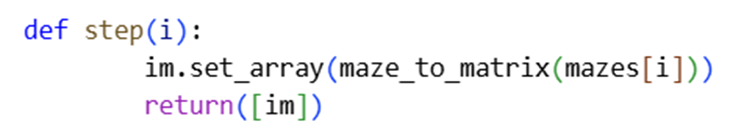 def step(i):
        im.set_array(maze_to_matrix(mazes[i]))
        return([im])